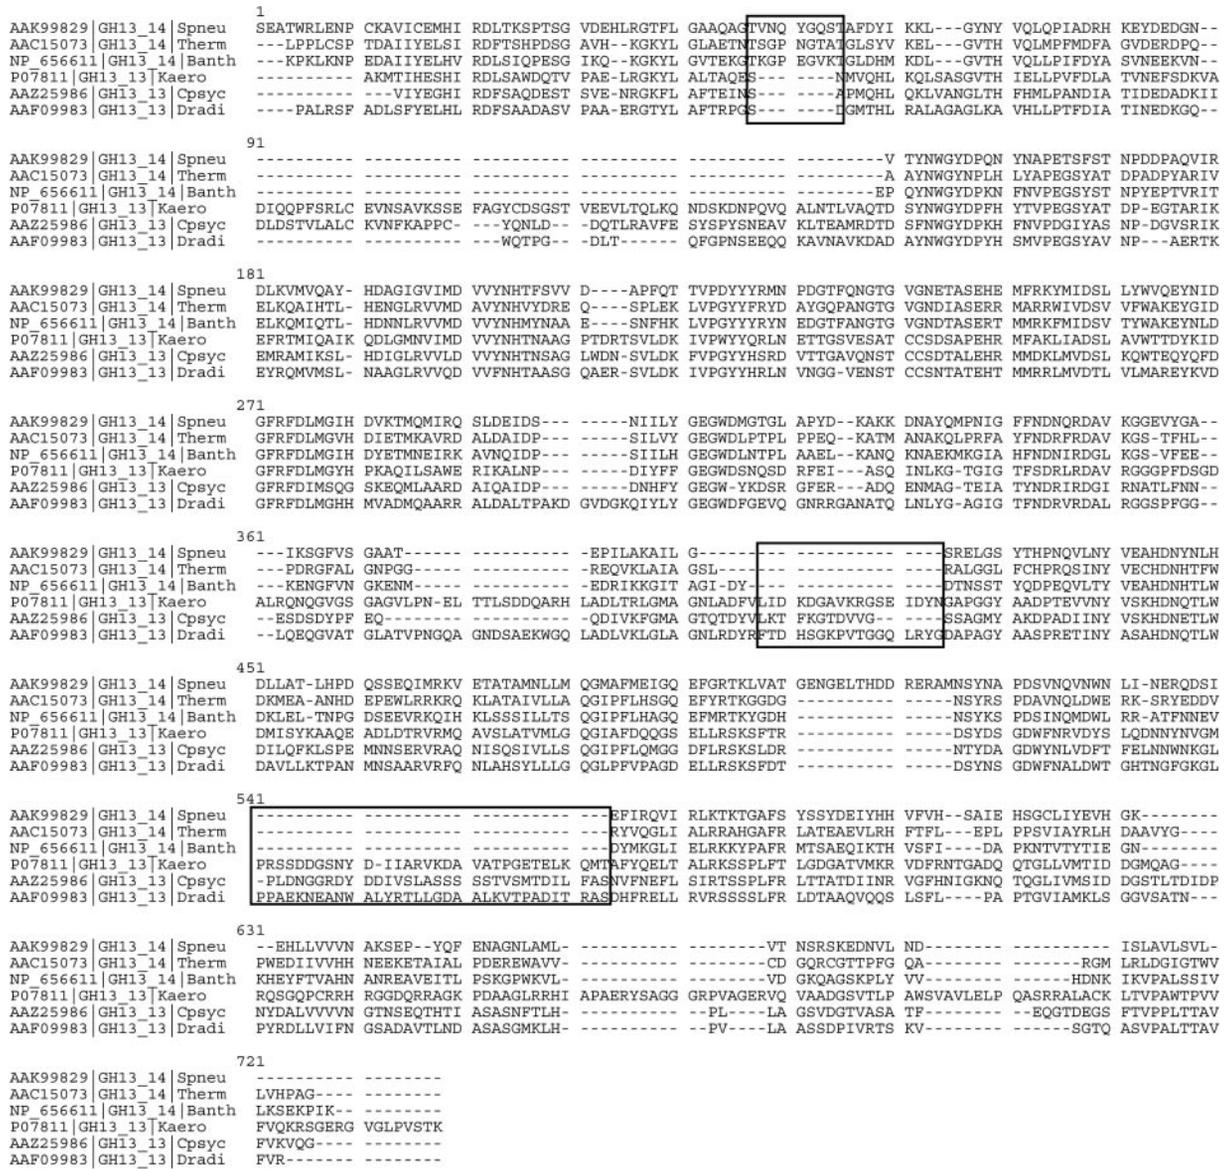 1
AAK99829|GH13_14|Spneu SEATWRLENP CKAVICEMHI RDLTKSPTSG VDEHLRGTFL GAAQAGTVNQ YGQSTAFDYI KKL---GYNY VQLQPIADRH KEYDEDGN--
AAC15073|GH13_14|Therm ---LPPLCSP TDAIIYELSI RDFTSHPDSG AVH--KGKYL GLAETNTSGP NGTATGLSYV KEL---GVTH VQLMPFMDFA GVDERDPQ--
NP_656611|GH13_14|Banth --KPKLKNP EDAIIYELHV RDLSIQPESG IKQ--KGKYL GVTEKGTKGP EGVKTGLDHM KDL---GVTH VQLLPIFDYA SVNEEKVN--
P07811|GH13_13|Kaero ---------- -AKMTIHESHI RDLSAWDQTV PAE-LRGKYL ALTAQES--- ----NMVQHL KQLSASGVTH IELLPVFDLA TVNEFSDKVA
AAZ25986|GH13_13|Cpsyc ---------- ----VIYEGHI RDFSAQDEST SVE-NRGKFL AFTEINS--- ----APMQHL QKLVANGLTH FHMLPANDIA TIDEDADKII
AAF09983|GH13_13|Dradi ----PALRSF ADLSFYELHL RDFSAADASV PAA-ERGTYL AFTRPGS--- ----DGMTHL RALAGAGLKA VHLLPTFDIA TINEDKGQ--
91
AAK99829|GH13_14|Spneu ---------- ---------- ---------- ---------- ---------- ---------V TYNWGYDPQN YNAPETSFST NPDDPAQVIR
AAC15073|GH13_14|Therm ---------- ---------- ---------- ---------- ---------- ---------A AYNWGYNPLH LYAPEGSYAT DPADPYARIV
NP_656611|GH13_14|Banth ---------- ---------- ---------- ---------- ---------- --------EP QYNWGYDPKN FNVPEGSYST NPYEPTVRIT
P07811|GH13_13|Kaero DIQQPFSRLC EVNSAVKSSE FAGYCDSGST VEEVLTQLKQ NDSKDNPQVQ ALNTLVAQTD SYNWGYDPFH YTVPEGSYAT DP-EGTARIK
AAZ25986|GH13_13|Cpsyc DLDSTVLALC KVNFKAPPC- ---YQNLD-- -DQTLRAVFE SYSPYSNEAV KLTEAMRDTD SFNWGYDPKH FNVPDGIYAS NP-DGVSRIK
AAF09983|GH13_13|Dradi ---------- ---------- ---WQTPG-- -DLT------ QFGPNSEEQQ KAVNAVKDAD AYNWGYDPYH SMVPEGSYAV NP---AERTK
181
AAK99829|GH13_14|Spneu DLKVMVQAY- HDAGIGVIMD VVYNHTFSVV D----APFQT TVPDYYYRMN PDGTFQNGTG VGNETASEHE MFRKYMIDSL LYWVQEYNID
AAC15073|GH13_14|Therm ELKQAIHTL- HENGLRVVMD AVYNHVYDRE Q----SPLEK LVPGYYFRYD AYGQPANGTG VGNDIASERR MARRWIVDSV VFWAKEYGID
NP_656611|GH13_14|Banth ELKQMIQTL- HDNNLRVVMD VVYNHMYNAA E----SNFHK LVPGYYYRYN EDGTFANGTG VGNDTASERT MMRKFMIDSV TYWAKEYNLD
P07811|GH13_13|Kaero EFRTMIQAIK QDLGMNVIMD VVYNHTNAAG PTDRTSVLDK IVPWYYQRLN ETTGSVESAT CCSDSAPEHR MFAKLIADSL AVWTTDYKID
AAZ25986|GH13_13|Cpsyc EMRAMIKSL- HDIGLRVVLD VVYNHTNSAG LWDN-SVLDK FVPGYYHSRD VTTGAVQNST CCSDTALEHR MMDKLMVDSL KQWTEQYQFD
AAF09983|GH13_13|Dradi EYRQMVMSL- NAAGLRVVQD VVFNHTAASG QAER-SVLDK IVPGYYHRLN VNGG-VENST CCSNTATEHT MMRRLMVDTL VLMAREYKVD
271
AAK99829|GH13_14|Spneu GFRFDLMGIH DVKTMQMIRQ SLDEIDS--- ----NIILY GEGWDMGTGL APYD--KAKK DNAYQMPNIG FFNDNQRDAV KGGEVYGA--
AAC15073|GH13_14|Therm GFRFDLMGVH DIETMKAVRD ALDAIDP--- ----SILVY GEGWDLPTPL PPEQ--KATM ANAKQLPRFA YFNDRFRDAV KGS-TFHL--
NP_656611|GH13_14|Banth GFRFDLMGIH DYETMNEIRK AVNQIDP--- ----SIILH GEGWDLNTPL AAEL--KANQ KNAEKMKGIA HFNDNIRDGL KGS-VFEE--
P07811|GH13_13|Kaero GFRFDLMGYH PKAQILSAWE RIKALNP--- ----DIYFF GEGWDSNQSD RFEI---ASQ INLKG-TGIG TFSDRLRDAV RGGGPFDSGD
AAZ25986|GH13_13|Cpsyc GFRFDIMSQG SKEQMLAARD AIQAIDP--- ----DNHFY GEGW-YKDSR GFER---ADQ ENMAG-TEIA TYNDRIRDGI RNATLFNN--
AAF09983|GH13_13|Dradi GFRFDLMGHH MVADMQAARR ALDALTPAKD GVDGKQIYLY GEGWDFGEVQ GNRRGANATQ LNLYG-AGIG TFNDRVRDAL RGGSPFGG--
361
AAK99829|GH13_14|Spneu ---IKSGFVS GAAT------ ------------EPILAKAILG------ ---------- ----------SRELGS YTHPNQVLNY VEAHDNYNLH
AAC15073|GH13_14|Therm ---PDRGFAL GNPGG----- -----------REQVKLAIA GSL------- ---------- ----RALGGL FCHPRQSINY VECHDNHTFW
NP_656611|GH13_14|Banth ---KENGFVN GKENM----- -----------EDRIKKGIT AGI-DY---- ---------- ----DTNSST YQDPEQVLTY VEAHDNHTLW
P07811|GH13_13|Kaero ALRQNQGVGS GAGVLPN-EL TTLSDDQARH LADLTRLGMA GNLADFVLID KDGAVKRGSE IDYNGAPGGY AADPTEVVNY VSKHDNQTLW
AAZ25986|GH13_13|Cpsyc ---ESDSDYPF EQ-------- ----------QDIVKFGMA GTQTDYVLKT FKGTDVVG-- ----SSAGMY AKDPADIINY VSKHDNETLW
AAF09983|GH13_13|Dradi ---LQEQGVAT GLATVPNGQA GNDSAEKWGQ LADLVKLGLA GNLRDYRFTD HSGKPVTGGQ LRYGDAPAGY AASPRETINY ASAHDNQTLW
451
AAK99829|GH13_14|Spneu DLLAT-LHPD QSSEQIMRKV ETATAMNLLM QGMAFMEIGQ EFGRTKLVAT GENGELTHDD RERAMNSYNA PDSVNQVNWN LI-NERQDSI
AAC15073|GH13_14|Therm DKMEA-ANHD EPEWLRRKRQ KLATAIVLLA QGIPFLHSGQ EFYRTKGGDG ---------- -----NMYRS PDAVNQLDWE RK-SRYEDDV
NP_656611|GH13_14|Banth DKLEL-TNPG DSEEVRKQIH KLSSSILLTS QGIPFLHAGQ EFMRTKYGDH ---------- -----NSYKS PDSINQMDWL RR-ATFNNEV
P07811|GH13_13|Kaero DMISYKAAQE ADLDTRVRMQ AVSLATVMLG QGIAFDQQGS ELLRSKSFTR ---------- -----DSYDS GDWFNRVDYS LQDNNYNVGM
AAZ25986|GH13_13|Cpsyc DILQFKLSPE MNNSERVRAQ NISQSIVLLS QGIPFLQMGG DFLRSKSLDR ---------- -----NTYDA GDWYNLVDFT FELNNWNKGL
AAF09983|GH13_13|Dradi DAVLLKTPAN MNSAARVRFQ NLAHSYLLLG QGLPFVPAGD ELLRSKSFDT ---------- -----DSYNS GDWFNALDWT GHTNGFGKGL
541
AAK99829|GH13_14|Spneu ---------- ---------- ---------- ---EFIRQVI RLKTKTGAFS YSSYDEIYHH VFVH--SAIE HSGCLIYEVH GK--------
AAC15073|GH13_14|Therm ---------- ---------- ---------- ---RYVQGLI ALRRAHGAFR LATEAEVLRH FTFL---EPL PPSVIAYRLH DAAVYG----
NP_656611|GH13_14|Banth ---------- ---------- ---------- ---DYMKGLI ELRKKYPAFR MTSAEQIKTH VSFI----DA PKNTVTYTIE GN--------
P07811|GH13_13|Kaero PRSSDDGSNY D-IIARVKDA VATPGETELK QMTAFYQELT ALRKSSPLFT LGDGATVMKR VDFRNTGADQ QTGLLVMTID DGMQAG----
AAZ25986|GH13_13|Cpsyc -PLDNGGRDY DDIVSLASSS SSTVSMTDIL FASNVFNEFL SIRTSSPLFR LTTATDIINR VGFHNIGKNQ TQGLIVMSID DGSTLTDIDP
AAF09983|GH13_13|Dradi PPAEKNEANW ALYRTLLGDA ALKVTPADIT RASDHFRELL RVRSSSSLFR LDTAAQVQQS LSFL----PA PTGVIAMKLS GGVSATN---
631
AAK99829|GH13_14|Spneu --EHLLVVVN AKSEP--YQF ENAGNLAML- ---------- ---------VT NSRSKEDNVL ND-------- ---------- ISLAVLSVL-
AAC15073|GH13_14|Therm PWEDIIVVHH NEEKETAIAL PDEREWAVV- ---------- ---------CD GQRCGTTPFG QA-------- -------RGM LRLDGIGTWV
NP_656611|GH13_14|Banth KHEYFTVAHN ANREAVEITL PSKGPWKVL- ---------- ---------VD GKQAGSKPLY VV-------- ------HDNK IKVPALSSIV
P07811|GH13_13|Kaero RQSGQPCRRH RGGDQRRAGK PDAAGLRRHI APAERYSAGG GRPVAGERVQ VAADGSVTLP AWSVAVLELP QASRRALACK LTVPAWTPVV
AAZ25986|GH13_13|Cpsyc NYDALVVVVN GTNSEQTHTI ASASNFTLH- ---------- ---PL---LA GSVDGTVASA TF-------- --EQGTDEGS FTVPPLTTAV
AAF09983|GH13_13|Dradi PYRDLLVIFN GSADAVTLND ASASGMKLH- ---------- ---PV---LA AASSDPIVRTS KV-------- ------SGTQ ASVPALTTAV
721
AAK99829|GH13_14|Spneu ---------- --------
AAC15073|GH13_14|Therm LVHPAG---- --------
NP_656611|GH13_14|Banth LKSEKPIK-- --------
P07811|GH13_13|Kaero FVQKRSGERG VGLPVSTK
AAZ25986|GH13_13|Cpsyc FVKVQG---- --------
AAF09983|GH13_13|Dradi FVR------- --------